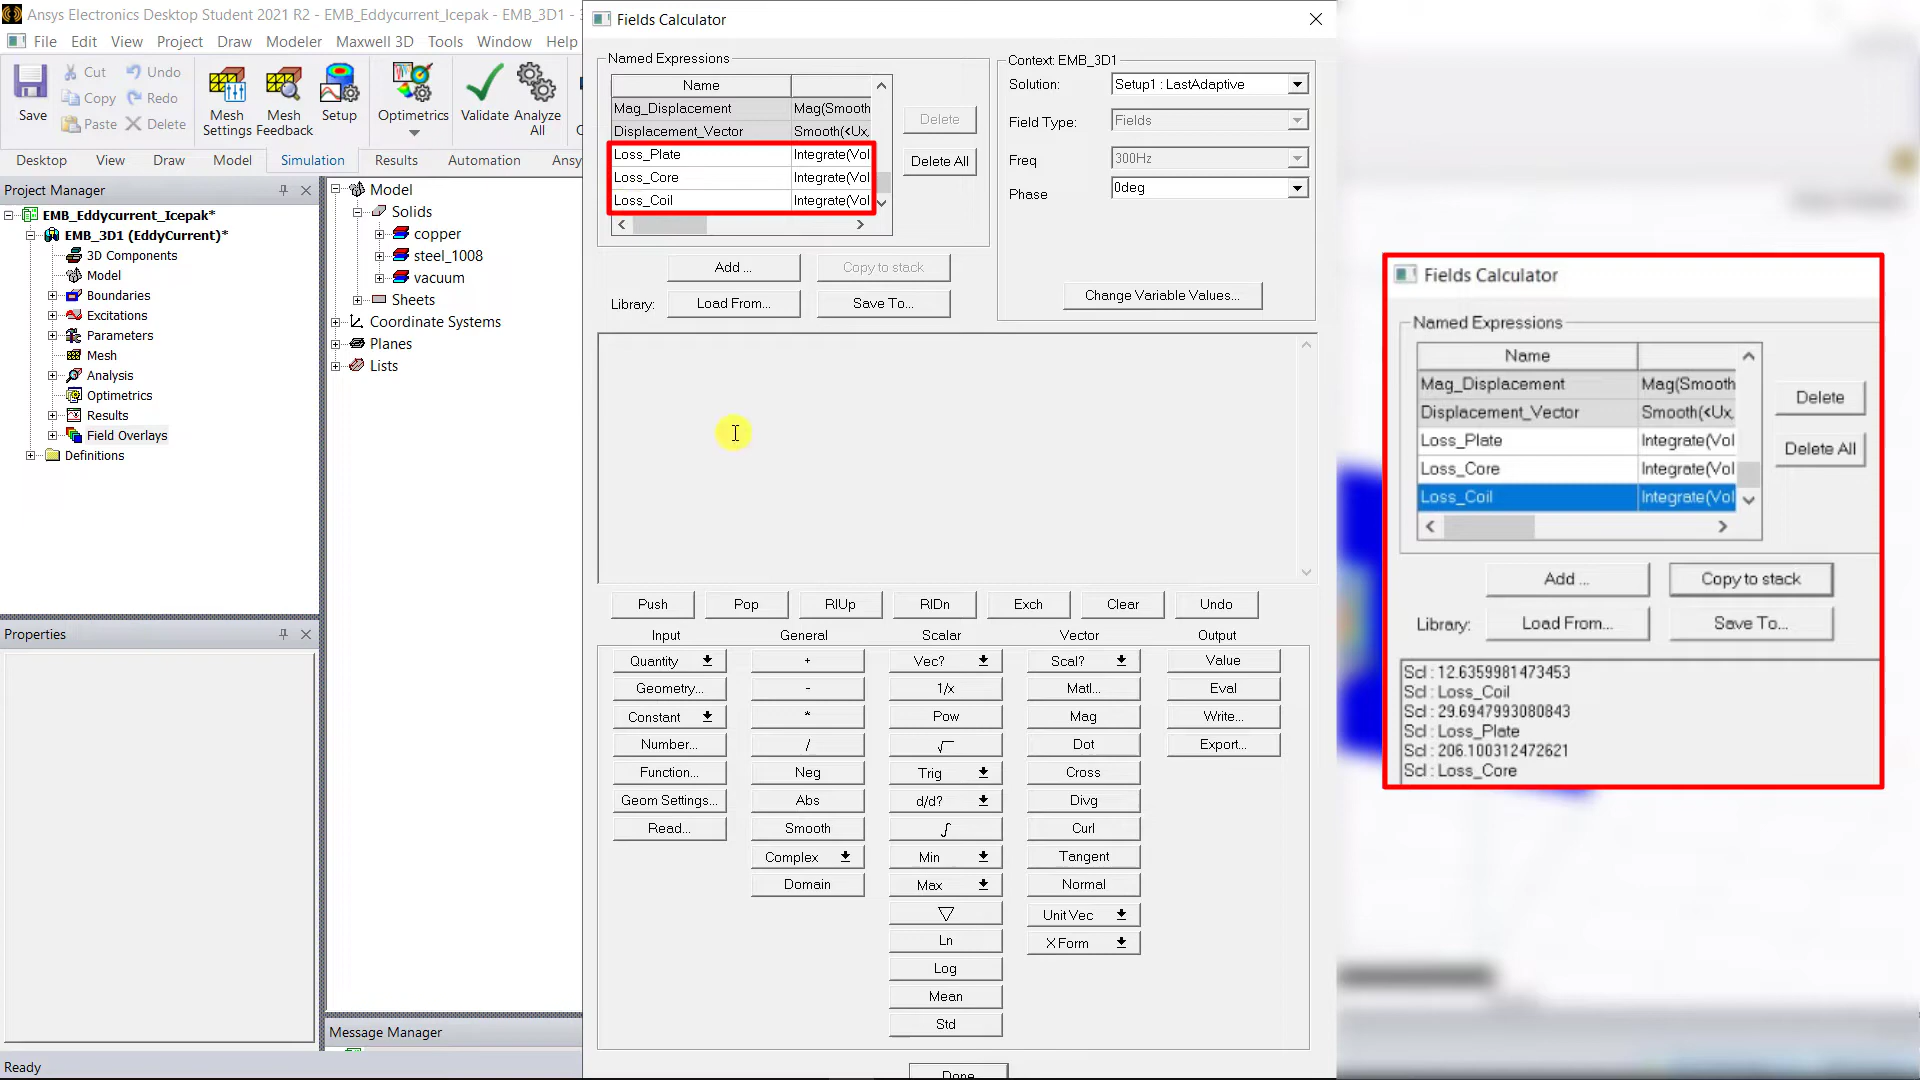 Ansys Electronics Desktop Student 2021 R2 - EMB_Eddycurrent_Icepak - EMB_3D1 - 3
File Edit View Project Draw Modeler Maxwell 3D Tools Window Help
Save
Cut
Undo
Copy
Redo
Paste
Delete
Mesh Settings
Mesh Feedback
Setup
Optimetrics
Validate
Analyze All
Desktop View Draw Model Simulation Results Automation Ansy
Project Manager
EMB_Eddycurrent_Icepak*
EMB_3D1 (EddyCurrent)*
3D Components
Model
Boundaries
Excitations
Parameters
Mesh
Analysis
Optimetrics
Results
Field Overlays
Definitions
Properties
Ready
Model
Solids
copper
steel_1008
vacuum
Sheets
Coordinate Systems
Planes
Lists
Message Manager
Fields Calculator
Named Expressions
Name
Mag_Displacement Mag(Smooth
Displacement_Vector Smooth(<Ux,
Loss_Plate Integrate(Vol
Loss_Core Integrate(Vol
Loss_Coil Integrate(Vol
Delete
Delete All
Add ...
Copy to stack
Library: Load From... Save To...
Context: EMB_3D1
Solution: Setup1 : LastAdaptive
Field Type: Fields
Freq 300Hz
Phase 0deg
Change Variable Values...
Push Pop RlUp RlDn Exch Clear Undo
Input General Scalar Vector Output
Quantity + Vec? Scal? Value
Geometry... - 1/x Matl... Eval
Constant * Pow Mag Write...
Number... / √ Dot Export...
Function... Neg Trig Cross
Geom Settings... Abs d/d? Divg
Read... Smooth ∫ Curl
Complex Min Tangent
Domain Max Normal
▽ Unit Vec
Ln X Form
Log
Mean
Std
Done
Fields Calculator
Named Expressions
Name
Mag_Displacement Mag(Smooth
Displacement_Vector Smooth(<Ux,
Loss_Plate Integrate(Vol
Loss_Core Integrate(Vol
Loss_Coil Integrate(Vol
Delete
Delete All
Add ...
Copy to stack
Library: Load From... Save To...
Scl : 12.6359981473453
Scl : Loss_Coil
Scl : 29.6947993080843
Scl : Loss_Plate
Scl : 206.100312472621
Scl : Loss_Core